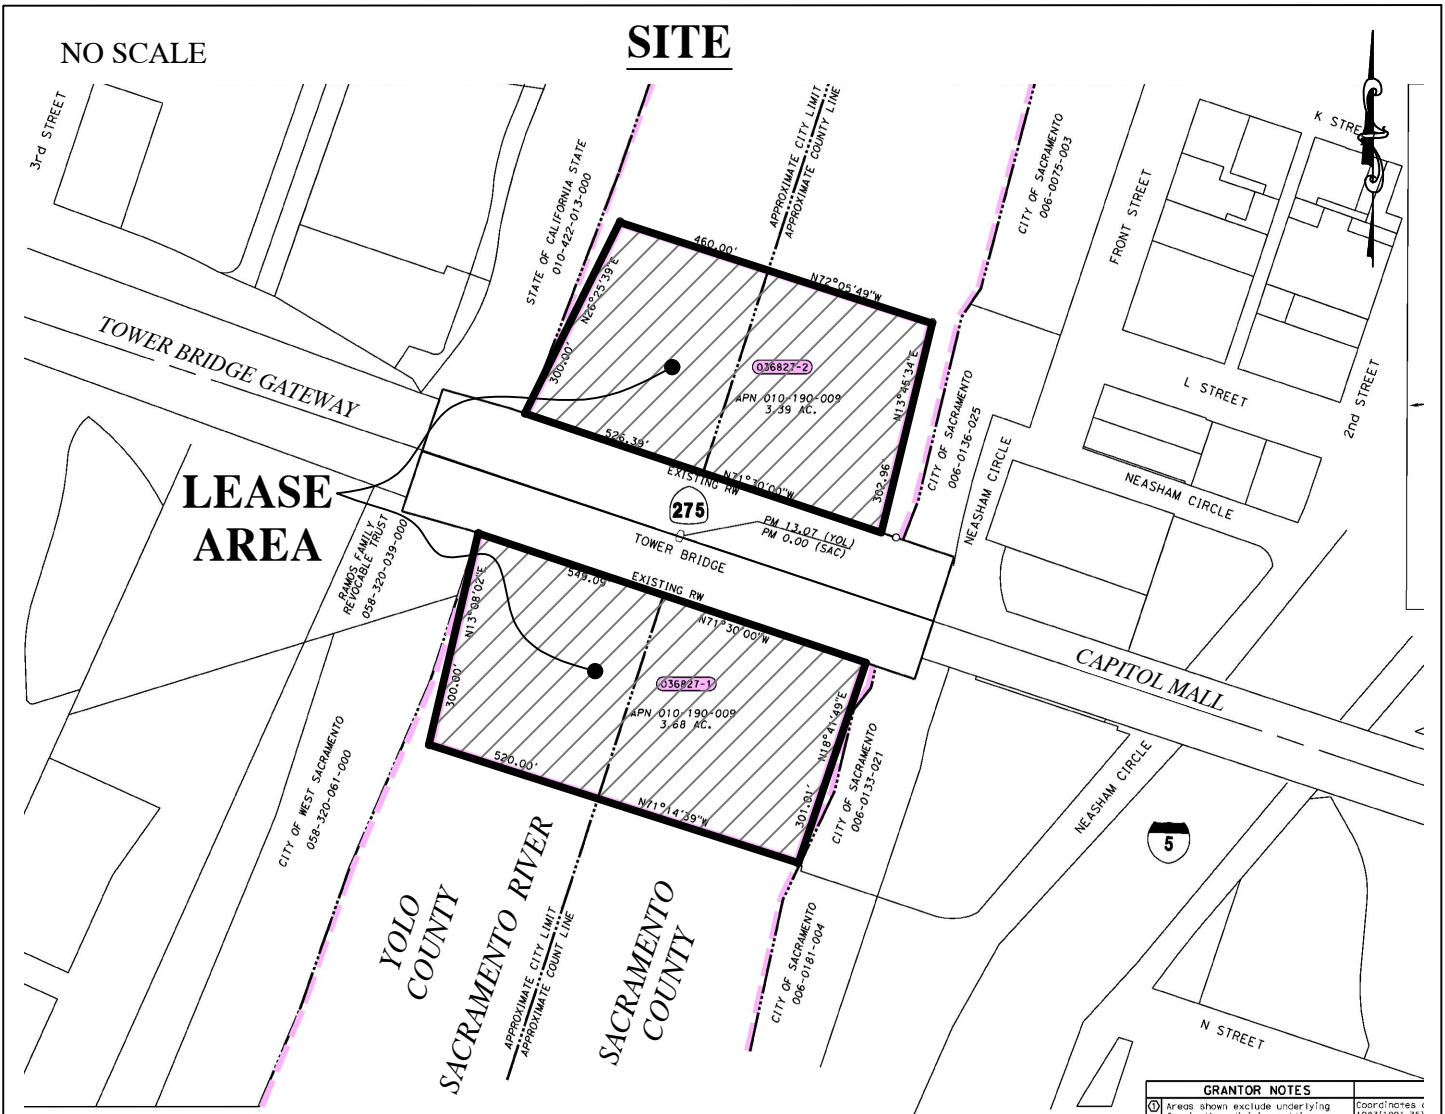 NO SCALE
SITE
3rd STREET
STATE OF CALIFORNIA STATE
010-422-013-000
APPROXIMATE CITY LIMIT
APPROXIMATE COUNTY LINE
CITY OF SACRAMENTO
006-0075-003
FRONT STREET
K STREE
460.00'
N72°05'49"W
N26°25'39"E
300.00'
036827-2
APN 010-190-009
3.39 AC.
N13°45'34"E
302.96'
526.39'
N71°30'00"W
EXISTING RW
CITY OF SACRAMENTO
006-0136-025
L STREET
2nd STREET
NEASHAM CIRCLE
NEASHAM CIRCLE
TOWER BRIDGE GATEWAY
LEASE
AREA
275
PM 13.07 (YOL)
PM 0.00 (SAC)
TOWER BRIDGE
RAMOS FAMILY
REVOCABLE TRUST
058-320-039-000
N13°08'02"E
300.00'
549.09'
EXISTING RW
N71°30'00"W
036827-1
APN 010-190-009
3.68 AC.
N18°41'49"E
301.01'
520.00'
N71°14'39"W
CITY OF SACRAMENTO
006-0133-021
CAPITOL MALL
NEASHAM CIRCLE
5
CITY OF WEST SACRAMENTO
058-320-061-000
YOLO
COUNTY
SACRAMENTO RIVER
APPROXIMATE CITY LIMIT
APPROXIMATE COUNT LINE
SACRAMENTO
COUNTY
CITY OF SACRAMENTO
006-0181-004
N STREET
GRANTOR NOTES
1 Areas shown exclude underlying
Coordinates